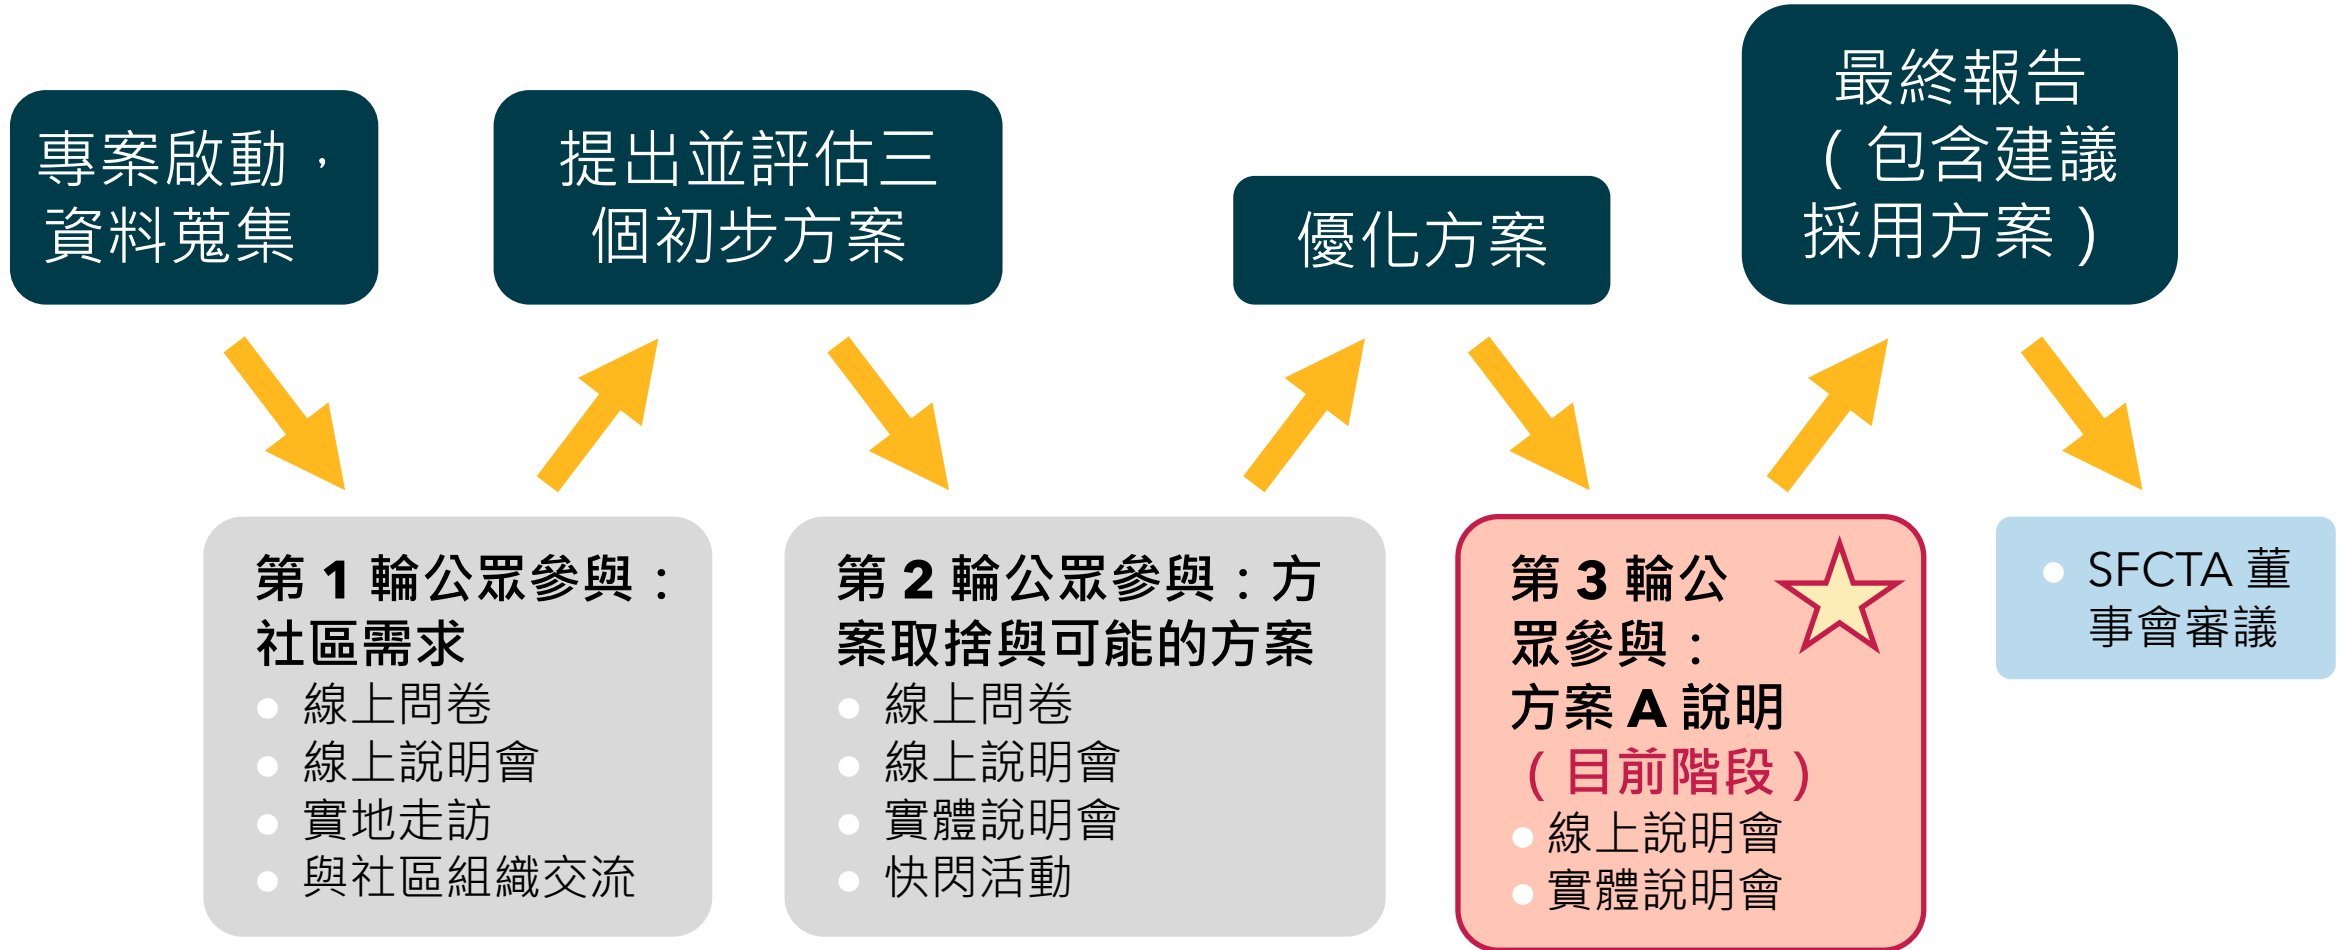 專案啟動，
資料蒐集
第 1 輪公眾參與：
社區需求
線上問卷
線上說明會
實地走訪
與社區組織交流
提出並評估三
個初步方案
第 2 輪公眾參與：方
案取捨與可能的方案
線上問卷
線上說明會
實體說明會
快閃活動
優化方案
第 3 輪公
眾參與：
方案 A 說明
（目前階段）
線上說明會
實體說明會
最終報告
（包含建議
採用方案）
SFCTA 董
事會審議